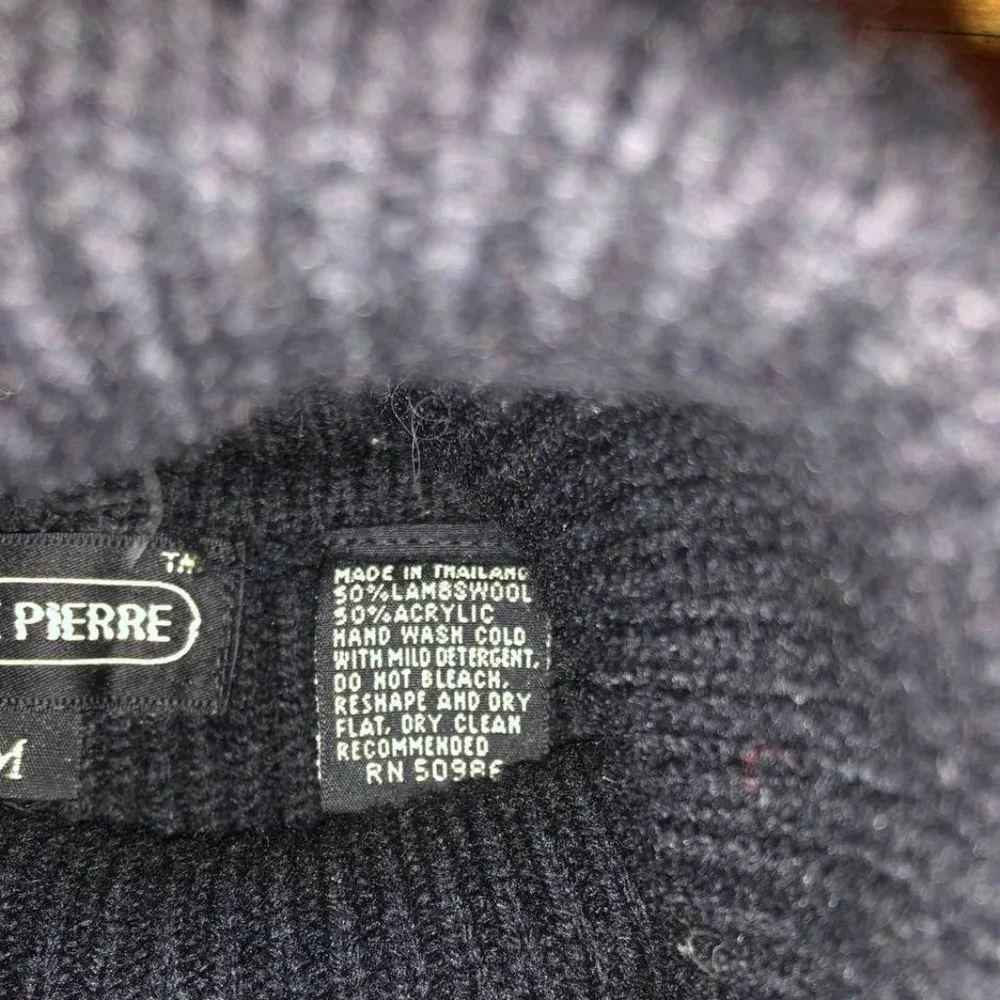 TM
PIERRE
M
MADE IN THAILAND
50% LAMBSWOOL
50% ACRYLIC
HAND WASH COLD
WITH MILD DETERGENT.
DO NOT BLEACH.
RESHAPE AND DRY
FLAT, DRY CLEAN
RECOMMENDED
RN 50986